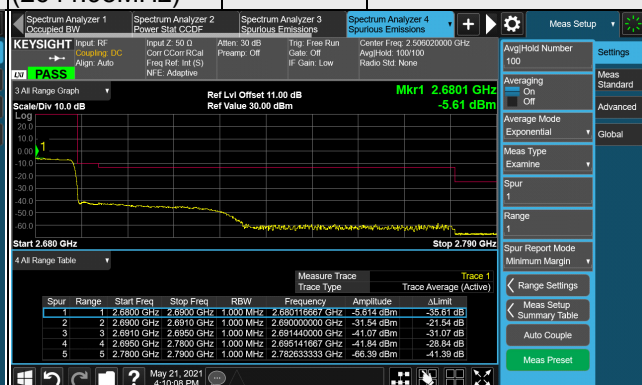 (2647.68MHz)
Spectrum Analyzer 1
Occupied BW
Spectrum Analyzer 2
Power Stat CCDF
Spectrum Analyzer 3
Spurious Emissions
Spectrum Analyzer 4
Spurious Emissions
Meas Setup
KEYSIGHT
Input: RF
Coupling: DC
Align: Auto
Input Z: 50 Ω
Corr CCorr RCal
Freq Ref: Int (S)
NFE: Adaptive
Atten: 30 dB
Preamp: Off
Trig: Free Run
Gate: Off
IF Gain: Low
Center Freq: 2.506020000 GHz
Avg|Hold: 100/100
Radio Std: None
LXI PASS
3 All Range Graph
Scale/Div 10.0 dB
Ref Lvl Offset 11.00 dB
Ref Value 30.00 dBm
Mkr1 2.6801 GHz
-5.61 dBm
Log
20.0
10.0
0.00
-10.0
-20.0
-30.0
-40.0
-50.0
-60.0
1
Start 2.680 GHz
Stop 2.790 GHz
4 All Range Table
Measure Trace Trace 1
Trace Type Trace Average (Active)
Spur Range Start Freq Stop Freq RBW Frequency Amplitude ΔLimit
1 1 2.6800 GHz 2.6900 GHz 1.000 MHz 2.680116667 GHz -5.614 dBm -35.61 dB
2 2 2.6900 GHz 2.6910 GHz 1.000 MHz 2.690000000 GHz -31.54 dBm -21.54 dB
3 3 2.6910 GHz 2.6950 GHz 1.000 MHz 2.691440000 GHz -41.07 dBm -31.07 dB
4 4 2.6950 GHz 2.7800 GHz 1.000 MHz 2.695141667 GHz -41.84 dBm -28.84 dB
5 5 2.7800 GHz 2.7900 GHz 1.000 MHz 2.782633333 GHz -66.39 dBm -41.39 dB
Avg|Hold Number
100
Averaging
On
Off
Average Mode
Exponential
Meas Type
Examine
Spur
1
Range
1
Spur Report Mode
Minimum Margin
Range Settings
Meas Setup
Summary Table
Auto Couple
Meas Preset
Settings
Meas
Standard
Advanced
Global
May 21, 2021
4:10:08 PM